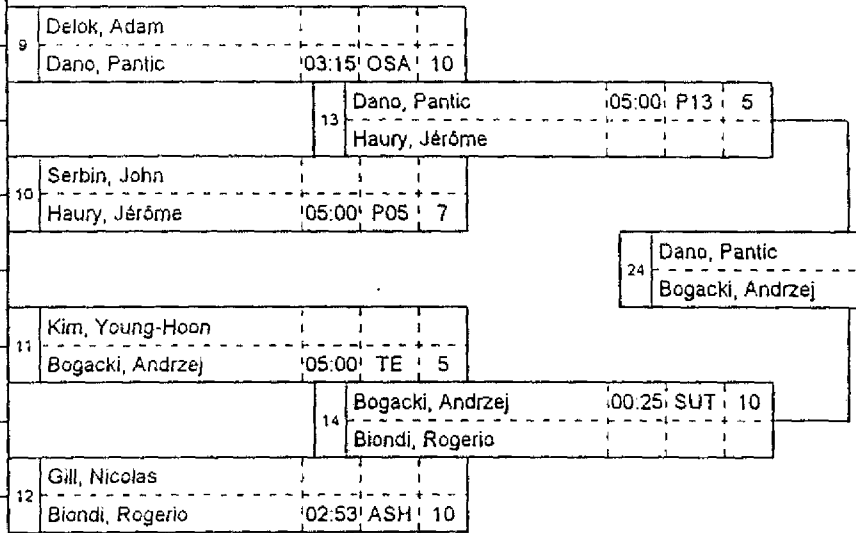 9
Delok, Adam
Dano, Pantic 03:15 OSA 10
13
Dano, Pantic 05:00 P13 5
Haury, Jérôme
10
Serbin, John
Haury, Jérôme 05:00 P05 7
24
Dano, Pantic
Bogacki, Andrzej
11
Kim, Young-Hoon
Bogacki, Andrzej 05:00 TE 5
14
Bogacki, Andrzej 00:25 SUT 10
Biondi, Rogerio
12
Gill, Nicolas
Biondi, Rogerio 02:53 ASH 10